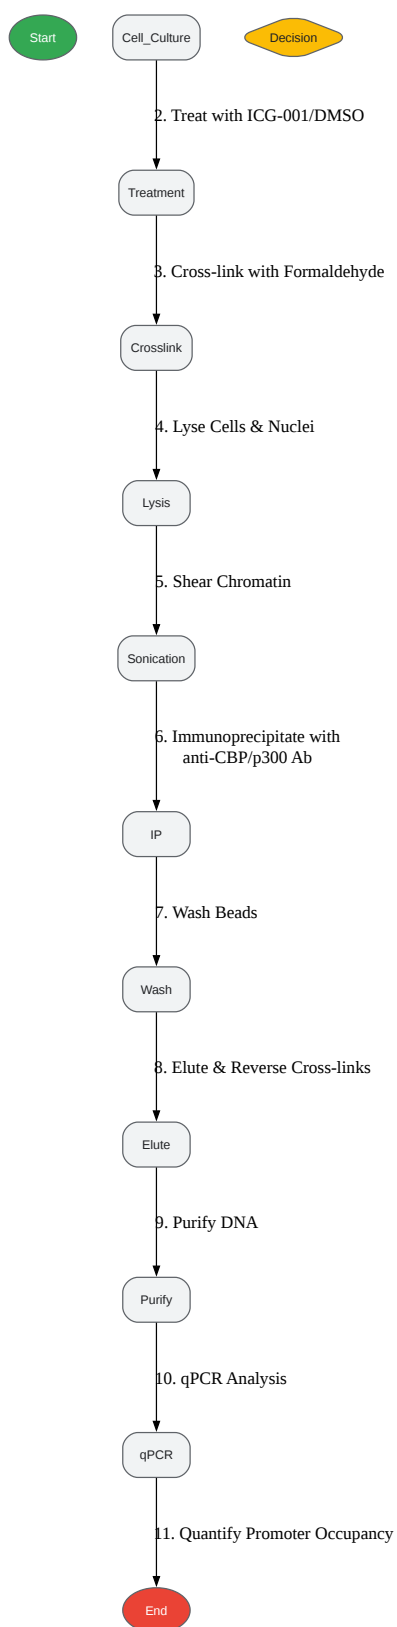 Start
Cell_Culture
Decision
2. Treat with ICG-001/DMSO
Treatment
3. Cross-link with Formaldehyde
Crosslink
4. Lyse Cells & Nuclei
Lysis
5. Shear Chromatin
Sonication
6. Immunoprecipitate with
anti-CBP/p300 Ab
IP
7. Wash Beads
Wash
8. Elute & Reverse Cross-links
Elute
9. Purify DNA
Purify
10. qPCR Analysis
qPCR
11. Quantify Promoter Occupancy
End